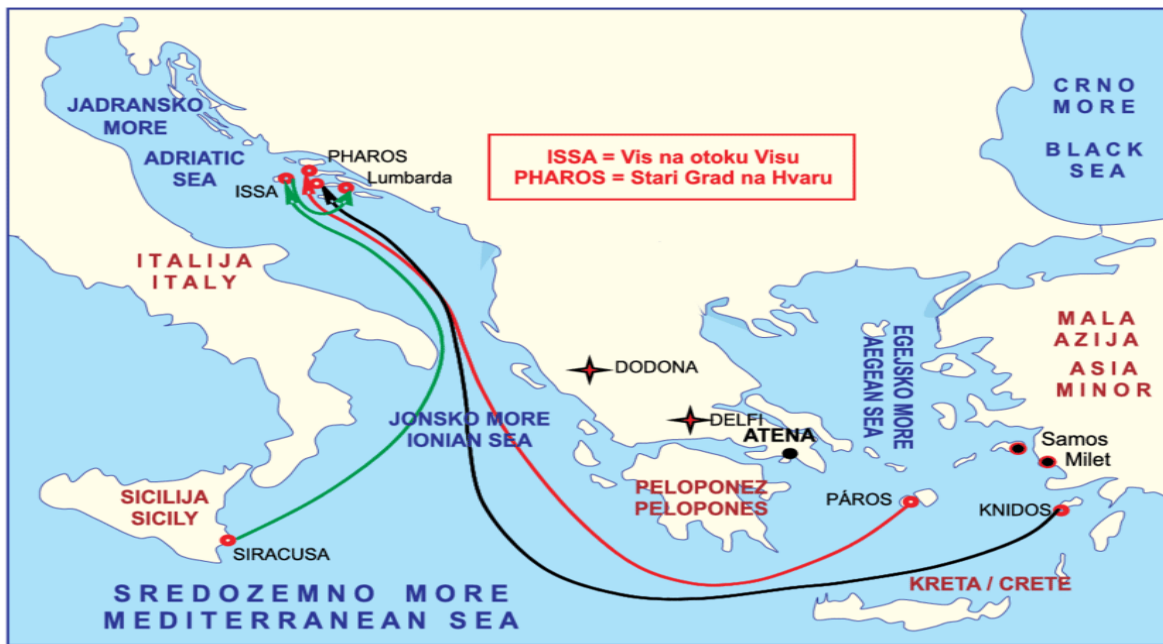 JADRANSKO
MORE
ADRIATIC
SEA
PHAROS
Lumbarda
ISSA
ISSA = Vis na otoku Visu
PHAROS = Stari Grad na Hvaru
CRNO
MORE
BLACK
SEA
ITALIJA
ITALY
MALA
AZIJA
ASIA
MINOR
EGEJSKO MORE
AEGEAN SEA
DODONA
DELFI
ATENA
JONSKO MORE
IONIAN SEA
Samos
Milet
PELOPONEZ
PELOPONES
PÁROS
KNIDOS
SICILIJA
SICILY
SIRACUSA
KRETA / CRETE
SREDOZEMNO MORE
MEDITERRANEAN SEA